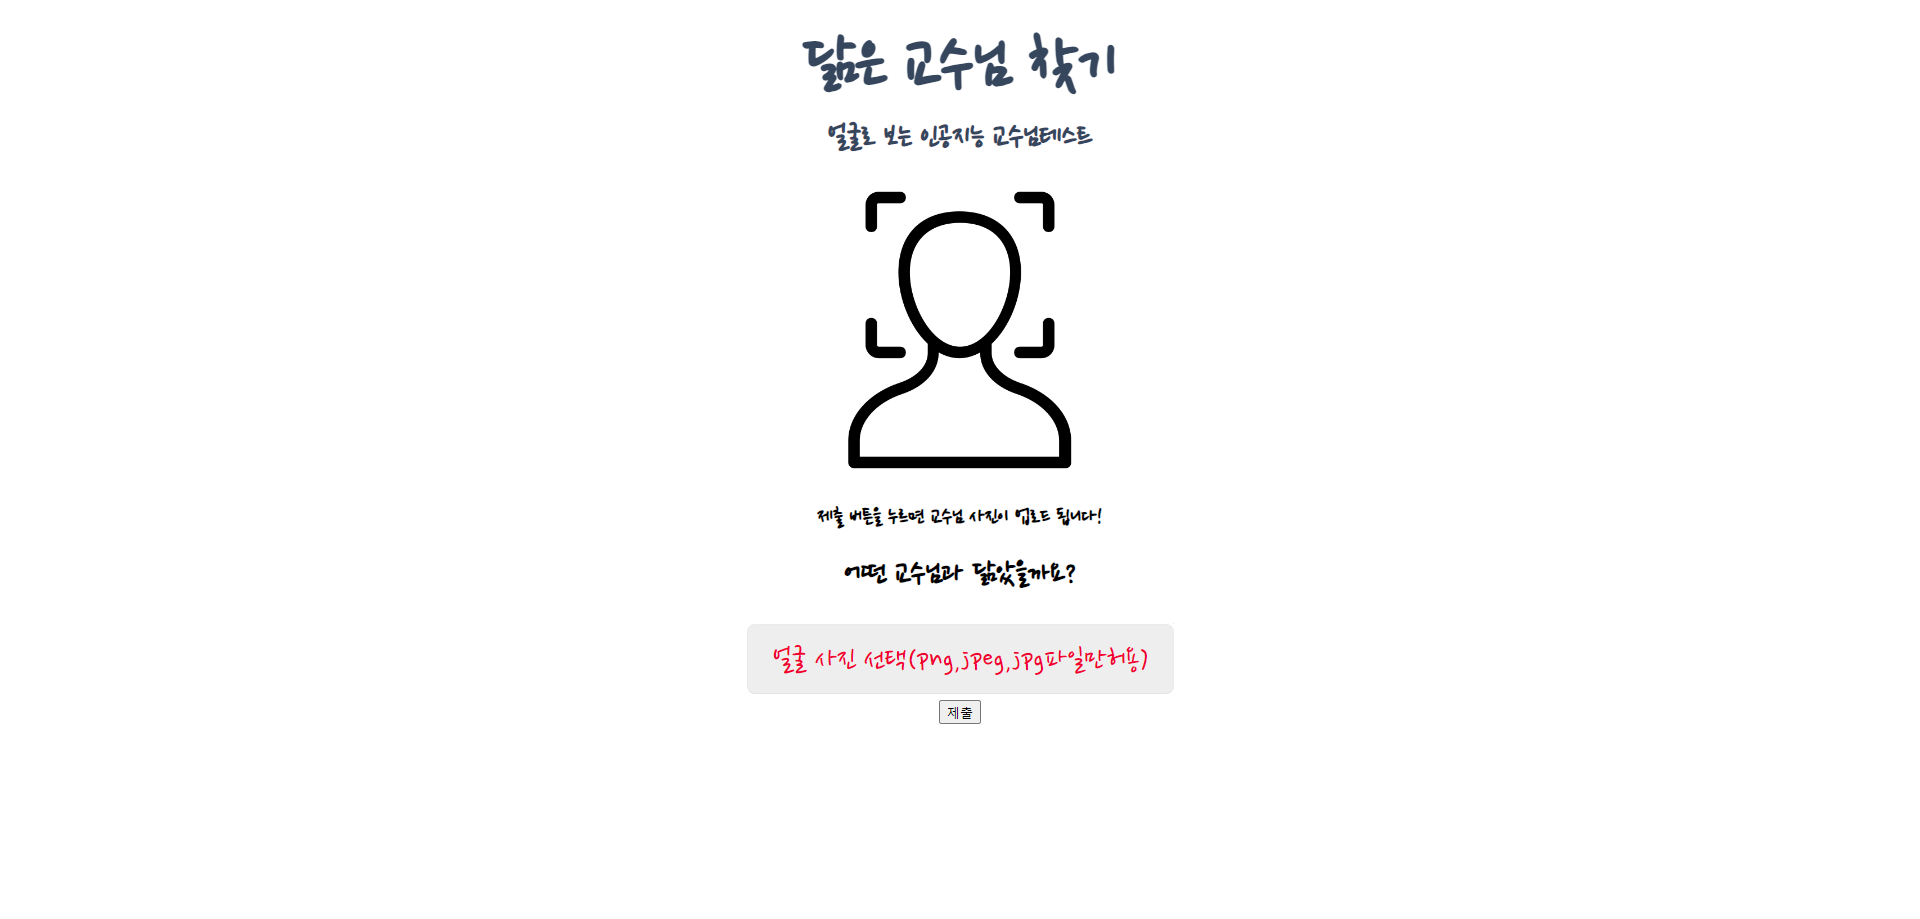 닮은 교수님 찾기
얼굴로 보는 인공지능 교수님테스트
제출 버튼을 누르면 교수님 사진이 업로드 됩니다!
어떤 교수님과 닮았을까요?
얼굴 사진 선택(png,jpeg,jpg파일만허용)
제출